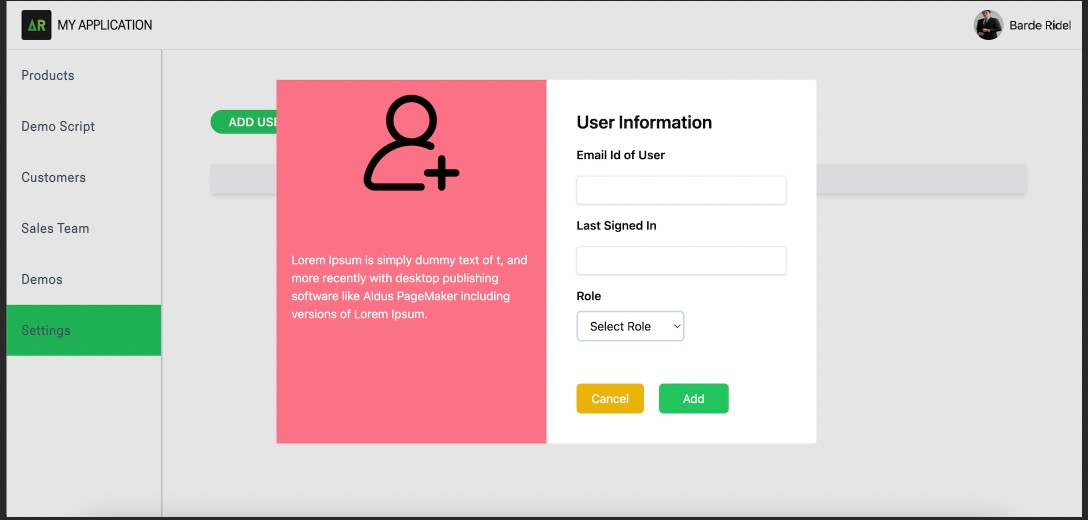 AR MY APPLICATION
Barde Ridel
Products
Demo Script
Customers
Sales Team
Demos
Settings
ADD USE
Lorem Ipsum is simply dummy text of t, and
more recently with desktop publishing
software like Aldus PageMaker including
versions of Lorem Ipsum.
User Information
Email Id of User
Last Signed In
Role
Select Role
Cancel
Add